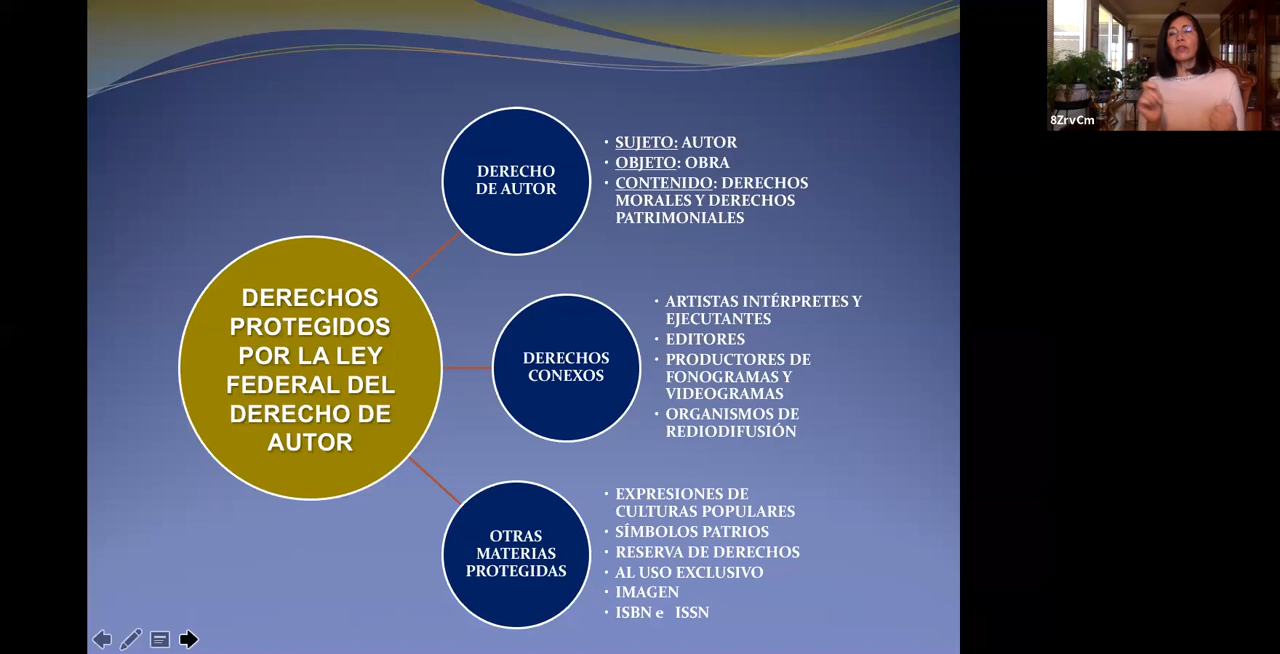 DERECHOS
PROTEGIDOS
POR LA LEY
FEDERAL DEL
DERECHO DE
AUTOR
DERECHO
DE AUTOR
• SUJETO: AUTOR
• OBJETO: OBRA
• CONTENIDO: DERECHOS
MORALES Y DERECHOS
PATRIMONIALES
DERECHOS
CONEXOS
• ARTISTAS INTÉRPRETES Y
EJECUTANTES
• EDITORES
• PRODUCTORES DE
FONOGRAMAS Y
VIDEOGRAMAS
• ORGANISMOS DE
REDIODIFUSIÓN
OTRAS
MATERIAS
PROTEGIDAS
• EXPRESIONES DE
CULTURAS POPULARES
• SÍMBOLOS PATRIOS
• RESERVA DE DERECHOS
• AL USO EXCLUSIVO
• IMAGEN
• ISBN e ISSN
8ZrvCm